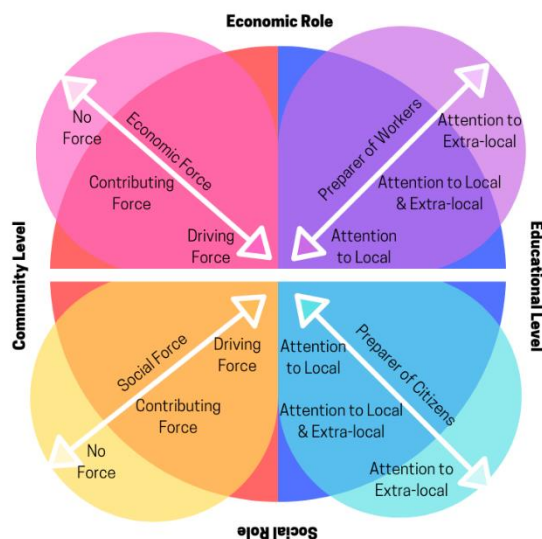 Economic Role
No
Force
Economic Force
Contributing
Force
Driving
Force
Preparer of Workers
Attention to
Extra-local
Attention to Local
& Extra-local
Attention
to Local
Community Level
Educational Level
Social Force
Driving
Force
Contributing
Force
No
Force
Attention
to Local
Preparer of Citizens
Attention to Local
& Extra-local
Attention to
Extra-local
Social Role